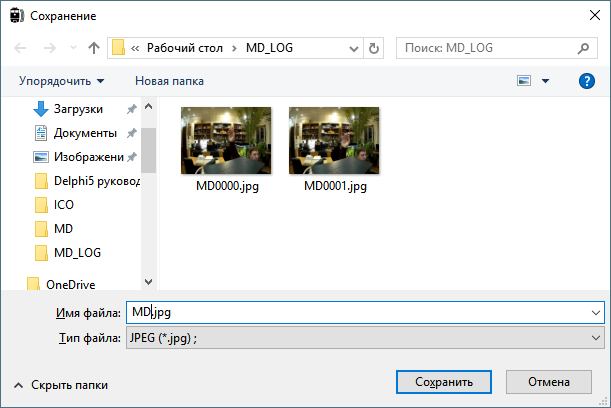 Сохранение
« Рабочий стол › MD_LOG
Поиск: MD_LOG
Упорядочить
Новая папка
Загрузки
Документы
Изображени
Delphi5 руковод
ICO
MD
MD_LOG
OneDrive
MD0000.jpg
MD0001.jpg
Имя файла: MD.jpg
Тип файла: JPEG (*.jpg) ;
Скрыть папки
Сохранить
Отмена